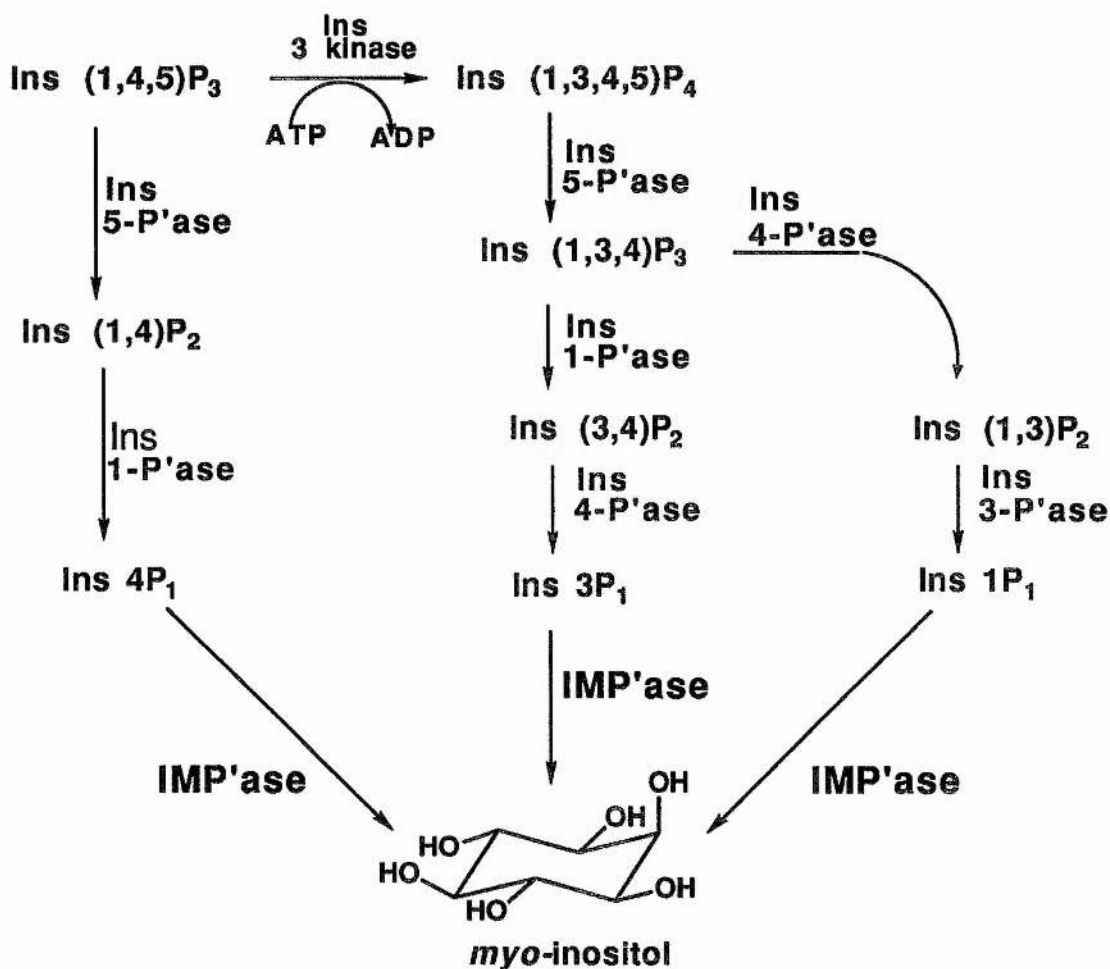 Ins
3 kinase
Ins (1,4,5)P₃
Ins (1,3,4,5)P₄
ATP
ADP
Ins
5-P'ase
Ins
5-P'ase
Ins
4-P'ase
Ins (1,3,4)P₃
Ins (1,4)P₂
Ins
1-P'ase
Ins
1-P'ase
Ins (3,4)P₂
Ins (1,3)P₂
Ins
4-P'ase
Ins
3-P'ase
Ins 4P₁
Ins 3P₁
Ins 1P₁
IMP'ase
IMP'ase
IMP'ase
OH
OH
HO
HO
HO
OH
myo-inositol